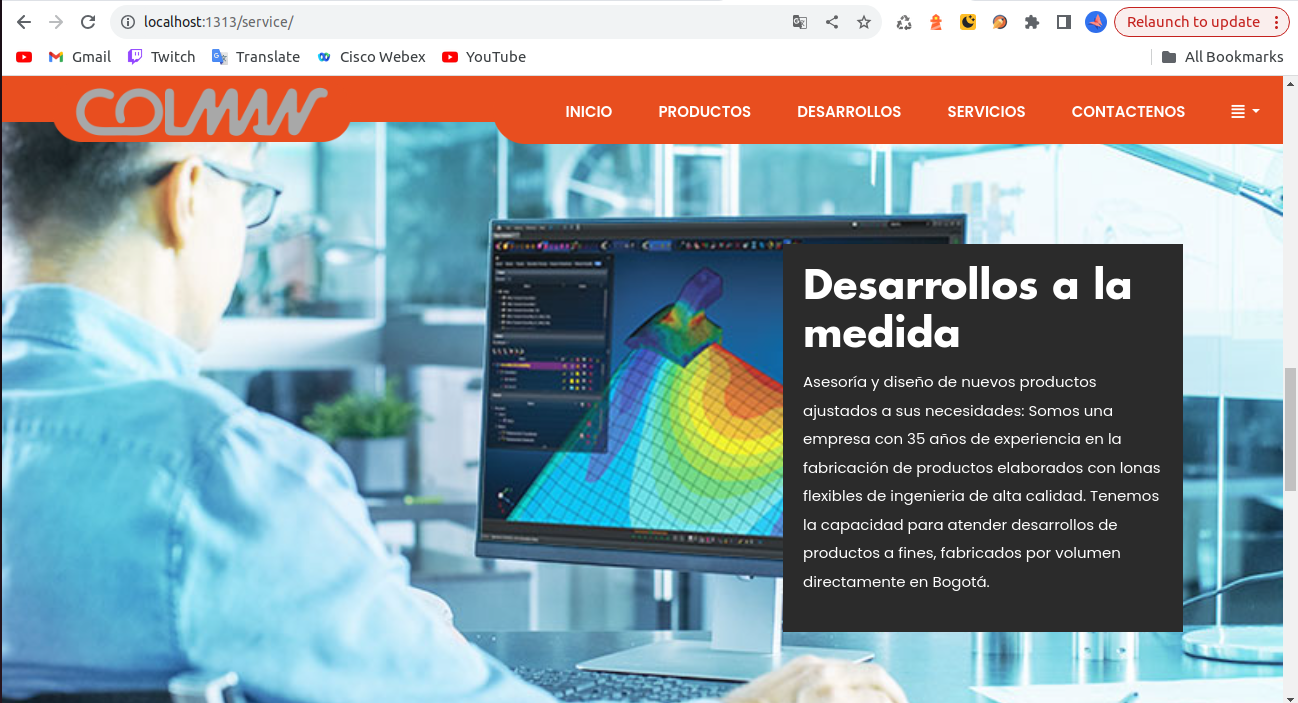 localhost:1313/service/
Relaunch to update
Gmail Twitch Translate Cisco Webex YouTube All Bookmarks
COLMAN INICIO PRODUCTOS DESARROLLOS SERVICIOS CONTACTENOS
Desarrollos a la
medida
Asesoría y diseño de nuevos productos
ajustados a sus necesidades: Somos una
empresa con 35 años de experiencia en la
fabricación de productos elaborados con lonas
flexibles de ingenieria de alta calidad. Tenemos
la capacidad para atender desarrollos de
productos a fines, fabricados por volumen
directamente en Bogotá.